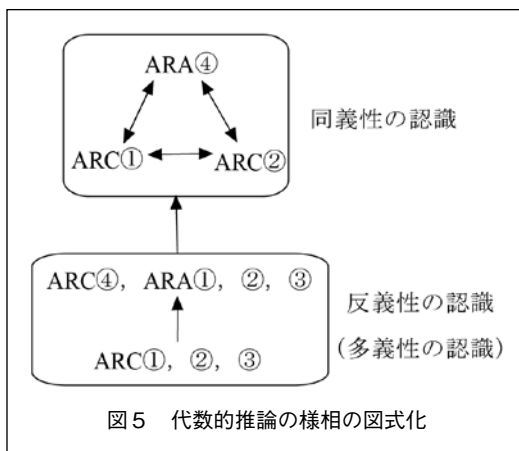 ARA④
同義性の認識
ARC① ARC②
ARC④, ARA①, ②, ③
反義性の認識
(多義性の認識)
ARC①, ②, ③
図5 代数的推論の様相の図式化